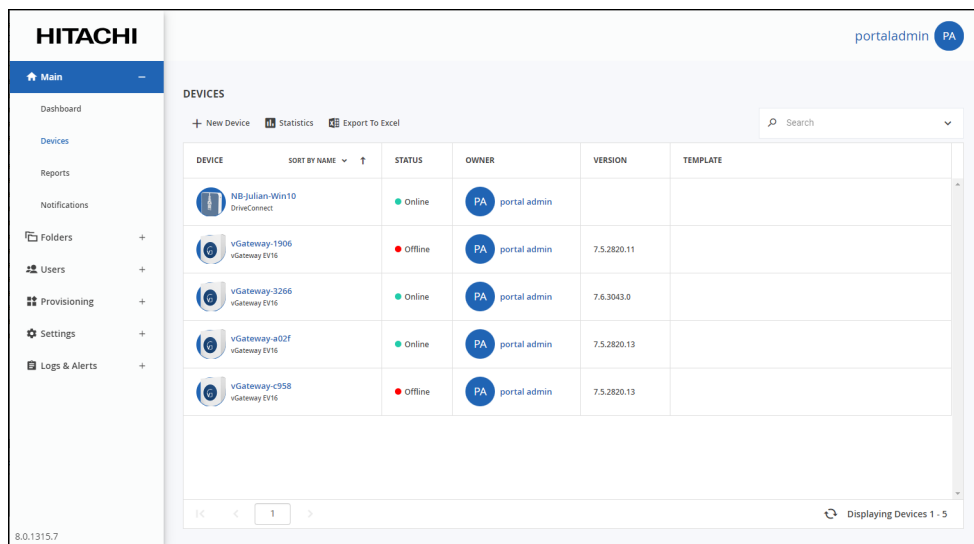 HITACHI
portaladmin PA
Main
Dashboard
Devices
Reports
Notifications
Folders
Users
Provisioning
Settings
Logs & Alerts
8.0.1315.7
DEVICES
New Device Statistics Export To Excel Search
DEVICE SORT BY NAME STATUS OWNER VERSION TEMPLATE
NB-Julian-Win10
DriveConnect
Online PA portal admin
vGateway-1906
vGateway EV16
Offline PA portal admin 7.5.2820.11
vGateway-3266
vGateway EV16
Online PA portal admin 7.6.3043.0
vGateway-a02f
vGateway EV16
Online PA portal admin 7.5.2820.13
vGateway-c958
vGateway EV16
Offline PA portal admin 7.5.2820.13
1
Displaying Devices 1 - 5